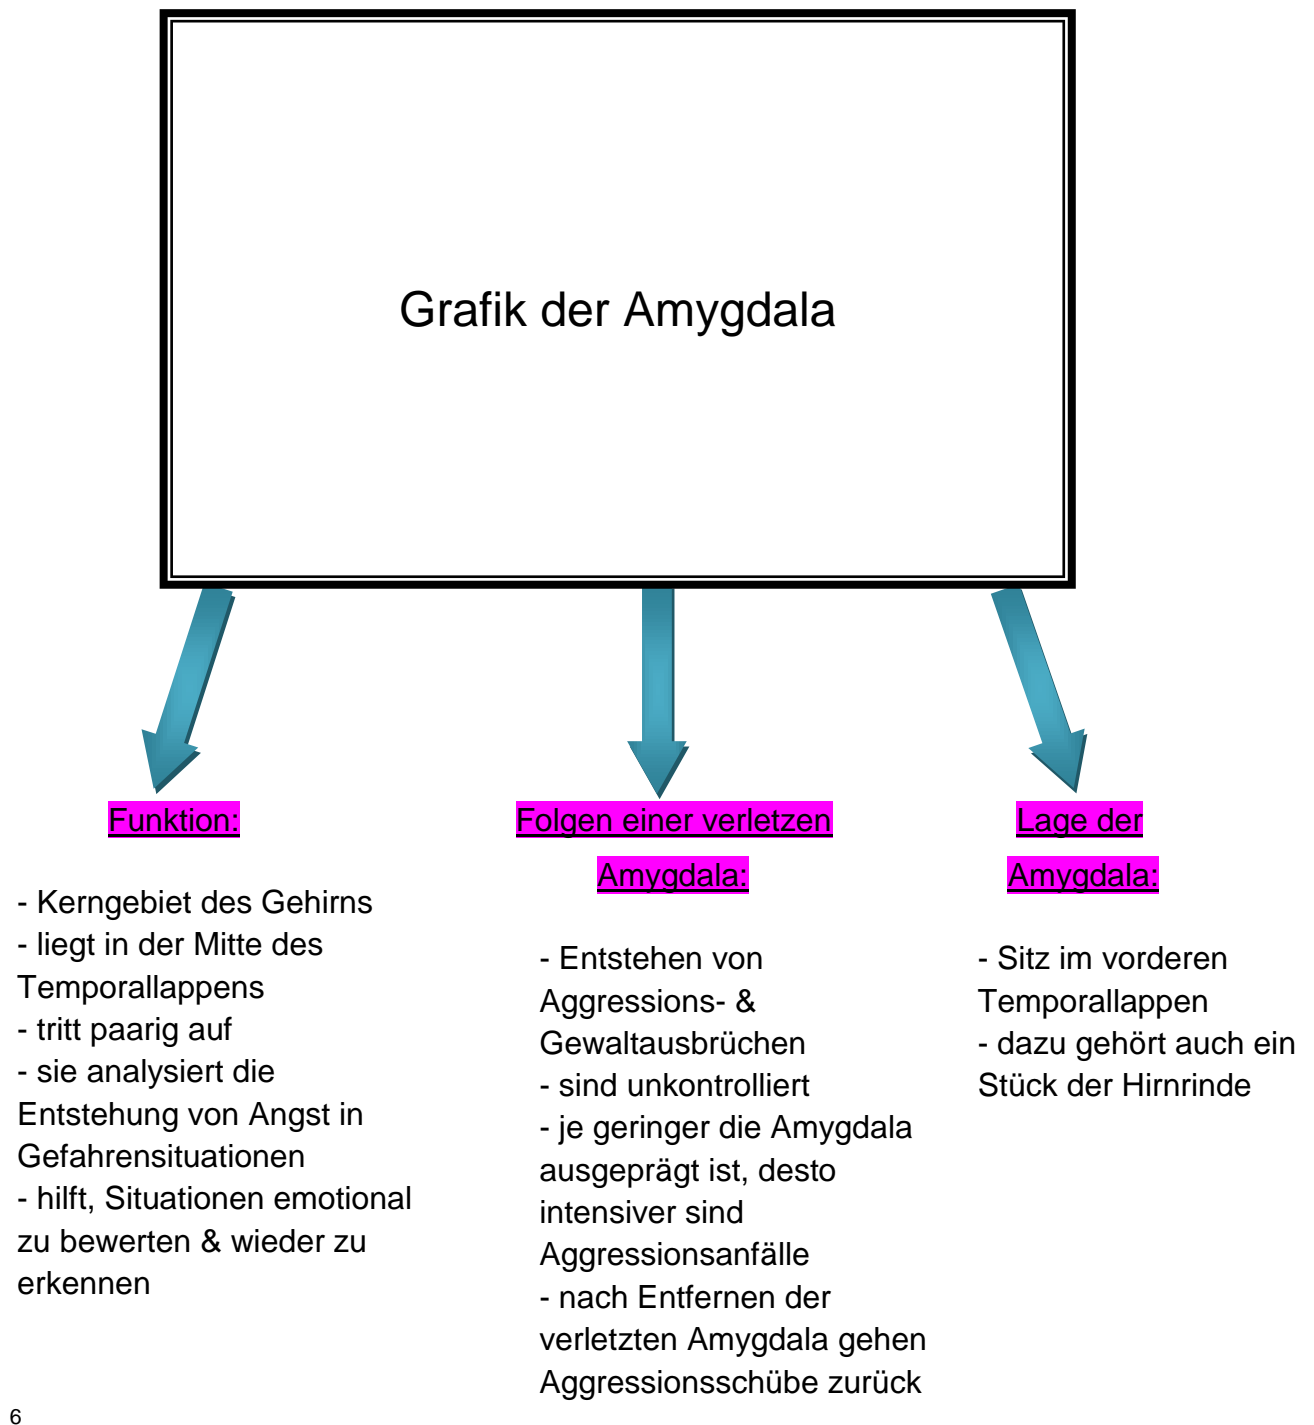 Grafik der Amygdala
Funktion:
- Kerngebiet des Gehirns
- liegt in der Mitte des
Temporallappens
- tritt paarig auf
- sie analysiert die
Entstehung von Angst in
Gefahrensituationen
- hilft, Situationen emotional
zu bewerten & wieder zu
erkennen
Folgen einer verletzen
Amygdala:
- Entstehen von
Aggressions- &
Gewaltausbrüchen
- sind unkontrolliert
- je geringer die Amygdala
ausgeprägt ist, desto
intensiver sind
Aggressionsanfälle
- nach Entfernen der
verletzten Amygdala gehen
Aggressionsschübe zurück
Lage der
Amygdala:
- Sitz im vorderen
Temporallappen
- dazu gehört auch ein
Stück der Hirnrinde
6